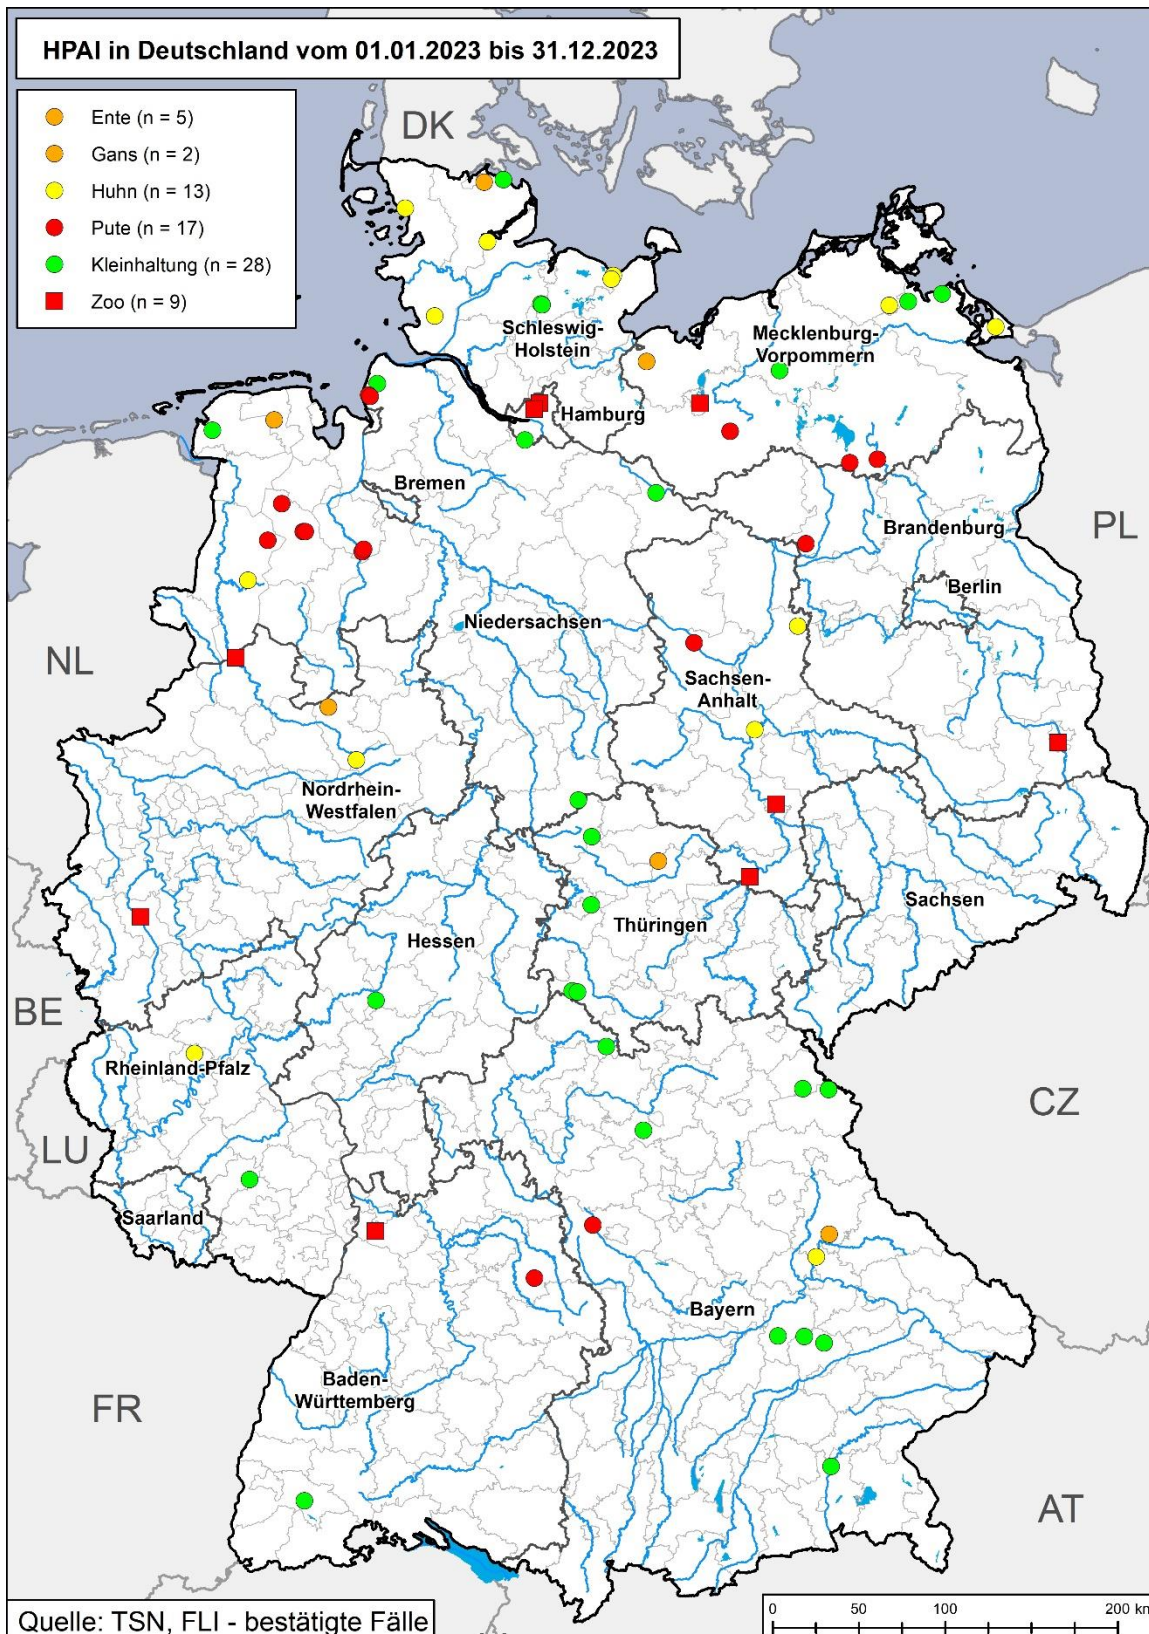 HPAI in Deutschland vom 01.01.2023 bis 31.12.2023
Ente (n = 5)
Gans (n = 2)
Huhn (n = 13)
Pute (n = 17)
Kleinhaltung (n = 28)
Zoo (n = 9)
DK
Schleswig-
Holstein
Mecklenburg-
Vorpommern
Hamburg
Bremen
Brandenburg
PL
Berlin
Niedersachsen
NL
Sachsen-
Anhalt
Nordrhein-
Westfalen
Sachsen
Thüringen
Hessen
BE
Rheinland-Pfalz
CZ
LU
Saarland
Bayern
Baden-
Württemberg
FR
AT
Quelle: TSN, FLI - bestätigte Fälle
0 50 100 200 km